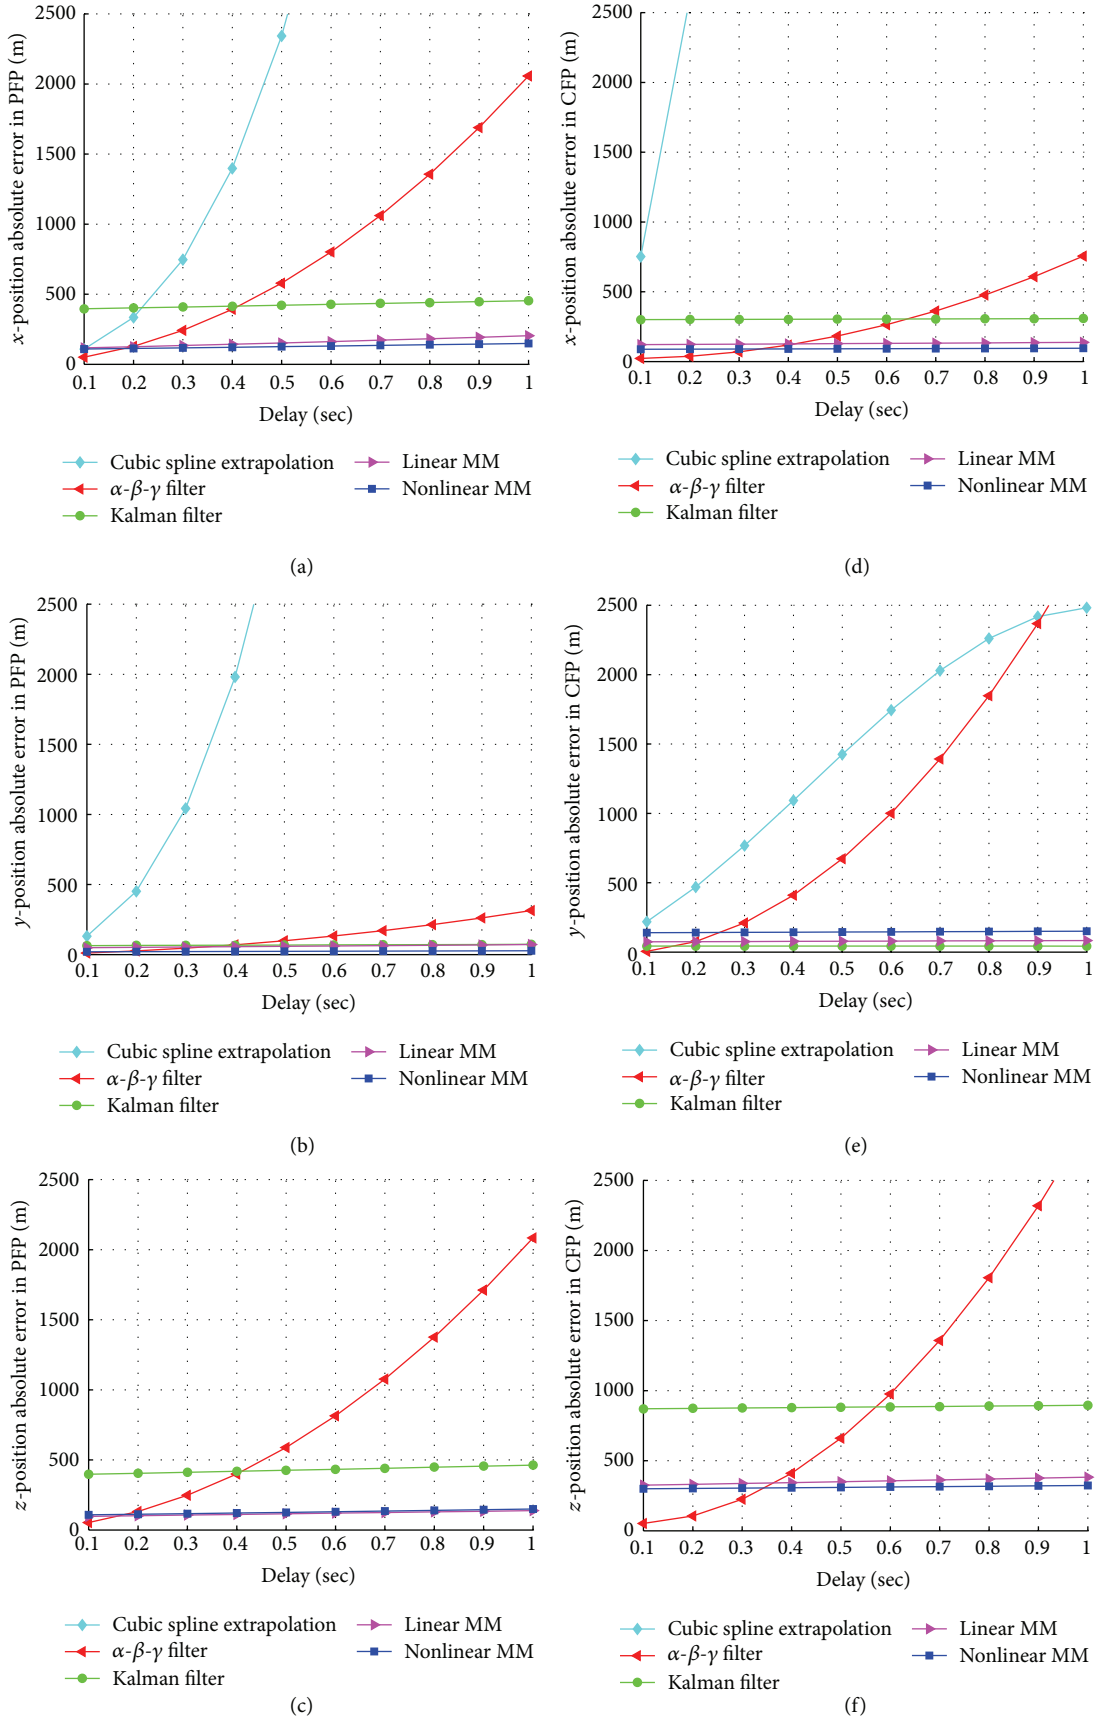 x-position absolute error in PFP (m)
2500
2000
1500
1000
500
0
0.1 0.2 0.3 0.4 0.5 0.6 0.7 0.8 0.9 1
Delay (sec)
Cubic spline extrapolation
α-β-γ filter
Kalman filter
Linear MM
Nonlinear MM
(a)
x-position absolute error in CFP (m)
2500
2000
1500
1000
500
0
0.1 0.2 0.3 0.4 0.5 0.6 0.7 0.8 0.9 1
Delay (sec)
Cubic spline extrapolation
α-β-γ filter
Kalman filter
Linear MM
Nonlinear MM
(d)
y-position absolute error in PFP (m)
2500
2000
1500
1000
500
0
0.1 0.2 0.3 0.4 0.5 0.6 0.7 0.8 0.9 1
Delay (sec)
Cubic spline extrapolation
α-β-γ filter
Kalman filter
Linear MM
Nonlinear MM
(b)
y-position absolute error in CFP (m)
2500
2000
1500
1000
500
0
0.1 0.2 0.3 0.4 0.5 0.6 0.7 0.8 0.9 1
Delay (sec)
Cubic spline extrapolation
α-β-γ filter
Kalman filter
Linear MM
Nonlinear MM
(e)
z-position absolute error in PFP (m)
2500
2000
1500
1000
500
0
0.1 0.2 0.3 0.4 0.5 0.6 0.7 0.8 0.9 1
Delay (sec)
Cubic spline extrapolation
α-β-γ filter
Kalman filter
Linear MM
Nonlinear MM
(c)
z-position absolute error in CFP (m)
2500
2000
1500
1000
500
0
0.1 0.2 0.3 0.4 0.5 0.6 0.7 0.8 0.9 1
Delay (sec)
Cubic spline extrapolation
α-β-γ filter
Kalman filter
Linear MM
Nonlinear MM
(f)